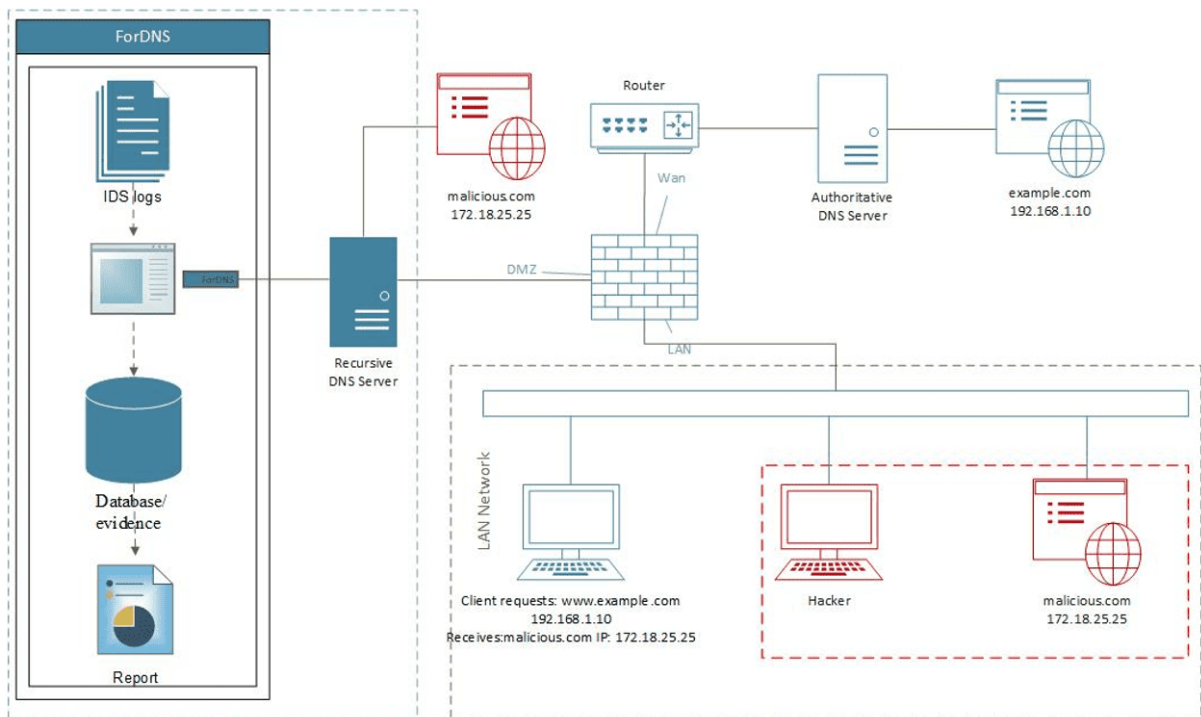 ForDNS
IDS logs
ForDNS
Database/
evidence
Report
malicious.com
172.18.25.25
Recursive
DNS Server
Router
Wan
DMZ
LAN
Authoritative
DNS Server
example.com
192.168.1.10
LAN Network
Client requests: www.example.com
192.168.1.10
Receives:malicious.com IP: 172.18.25.25
Hacker
malicious.com
172.18.25.25